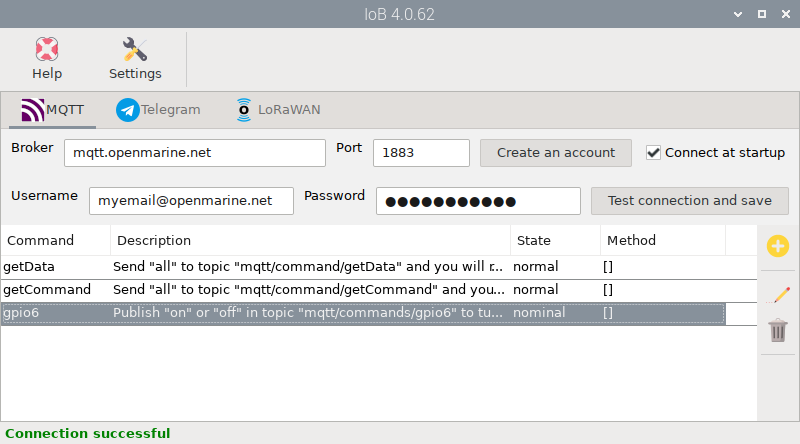 IoB 4.0.62
Help Settings
MQTT Telegram LoRaWAN
Broker mqtt.openmarine.net Port 1883 Create an account Connect at startup
Username myemail@openmarine.net Password ●●●●●●●●●●● Test connection and save
Command Description State Method
getData Send "all" to topic "mqtt/command/getData" and you will r... normal []
getCommand Send "all" to topic "mqtt/command/getCommand" and you... normal []
gpio6 Publish "on" or "off" in topic "mqtt/commands/gpio6" to tu... nominal []
Connection successful